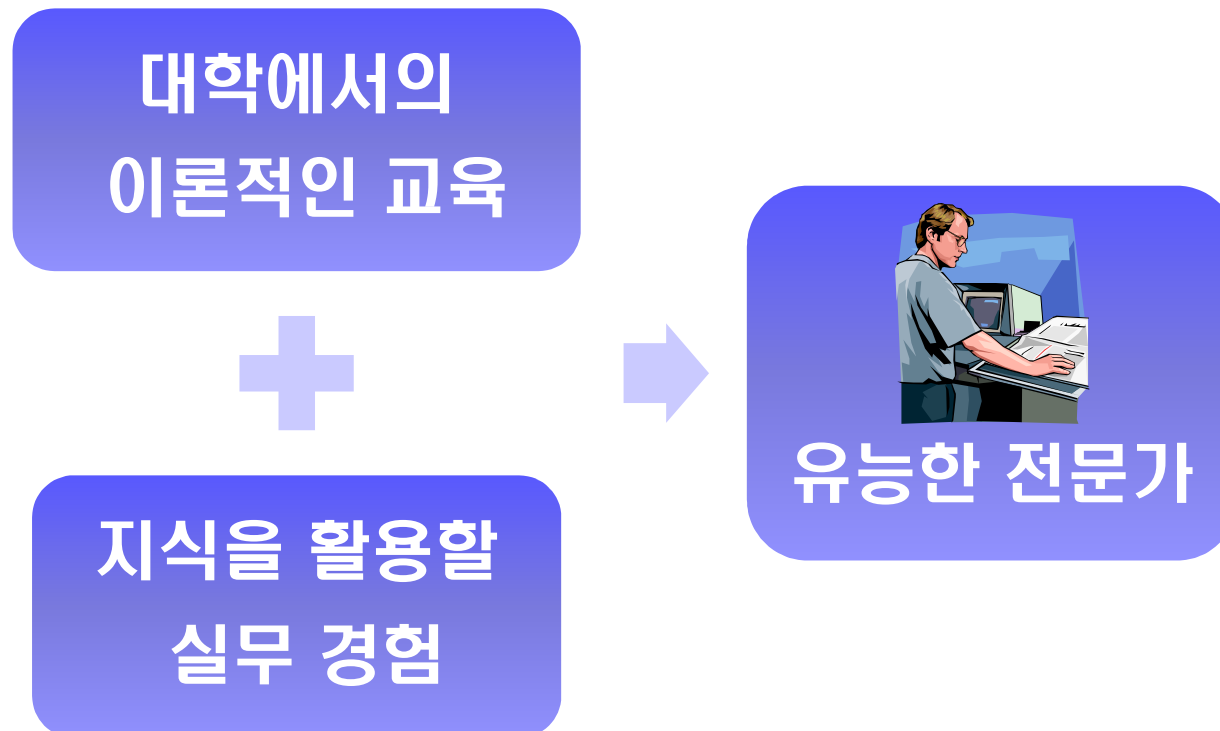 대학에서의
이론적인 교육
지식을 활용할
실무 경험
유능한 전문가